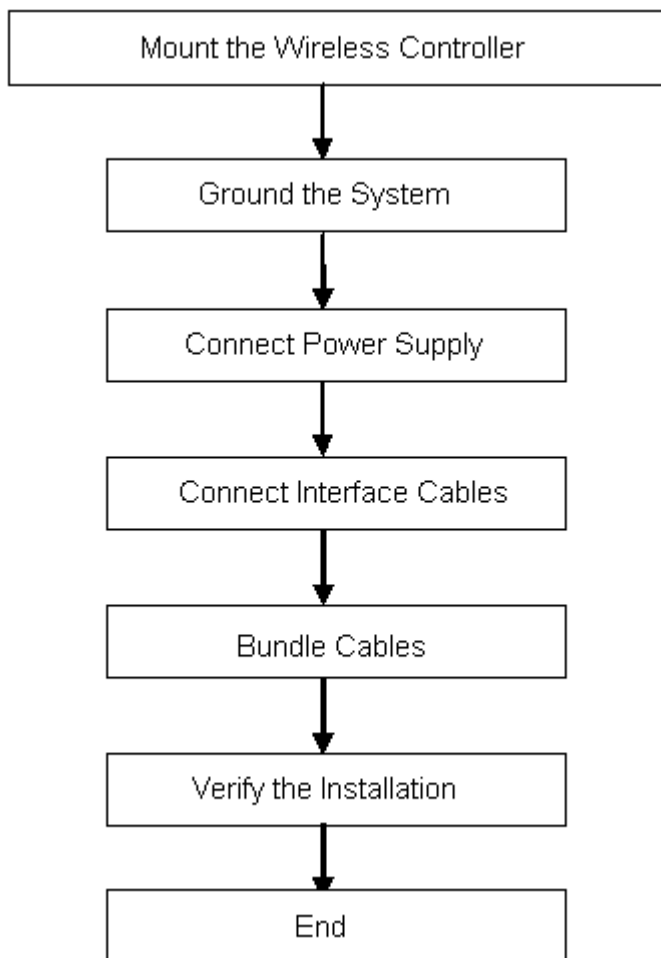 Mount the Wireless Controller
Ground the System
Connect Power Supply
Connect Interface Cables
Bundle Cables
Verify the Installation
End